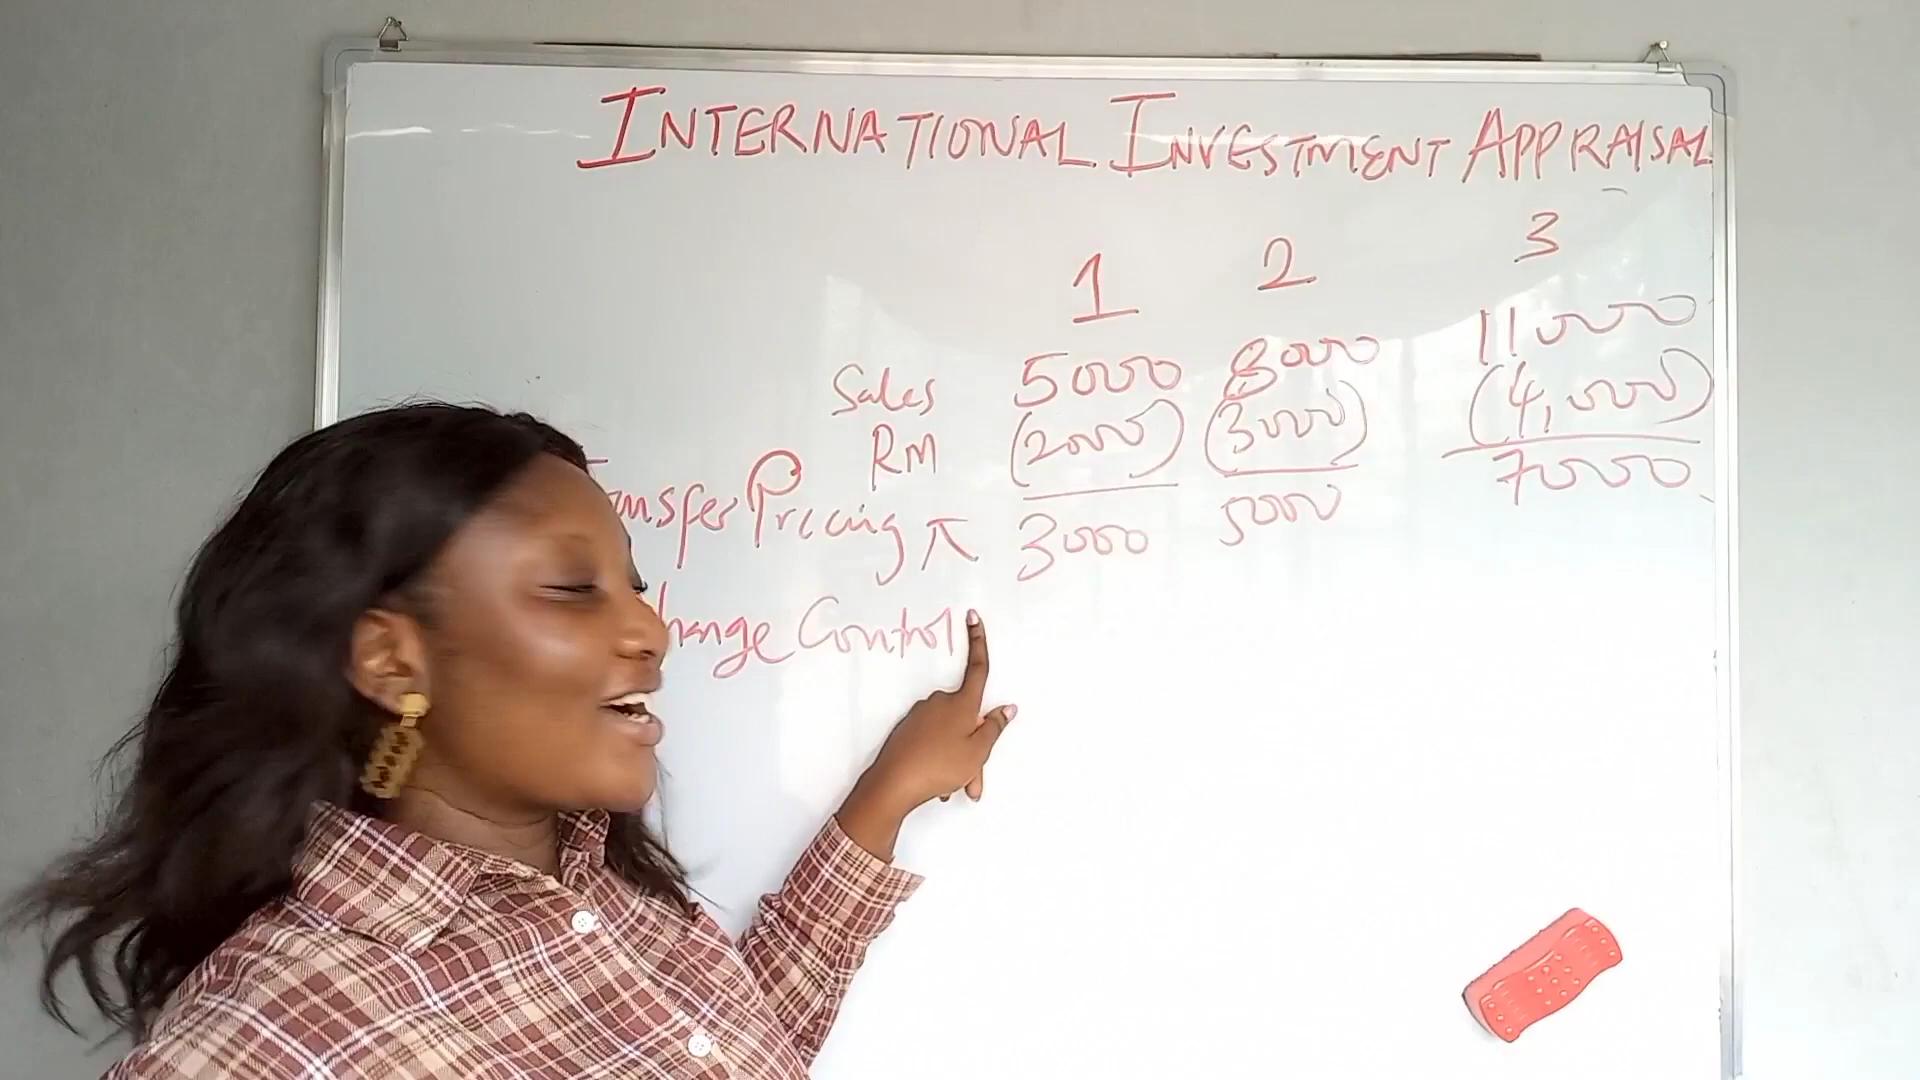 INTERNATIONAL INVESTMENT APPRAISAL
1 2 3
Sales 5000 8000 11000
RM (2000) (3000) (4,000)
Pricing π 3000 5000 7000
Control